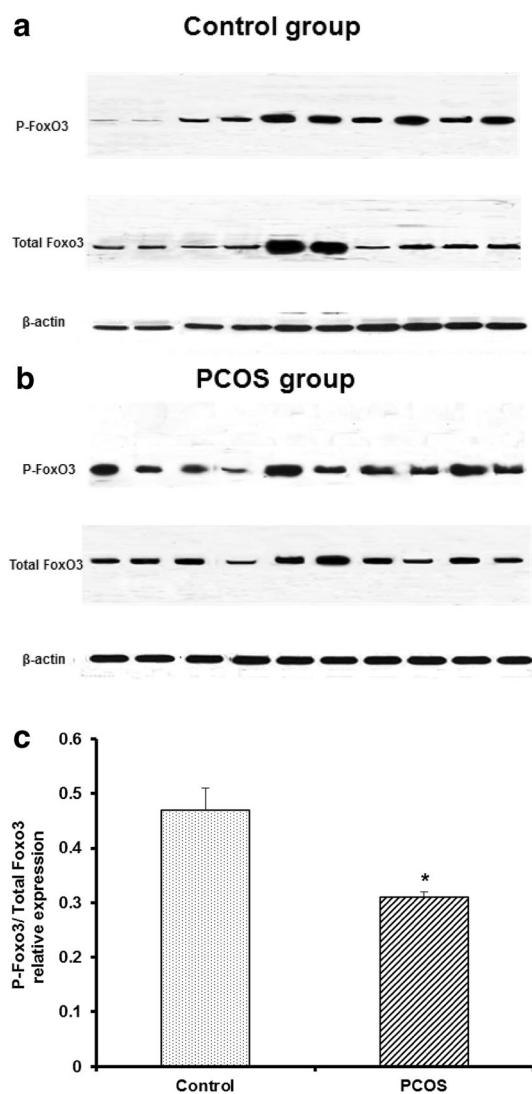 a
Control group
P-FoxO3
Total Foxo3
β-actin
b
PCOS group
P-FoxO3
Total FoxO3
β-actin
c
P-Foxo3/ Total Foxo3
relative expression
0.6
0.5
0.4
0.3
0.2
0.1
0
*
Control
PCOS